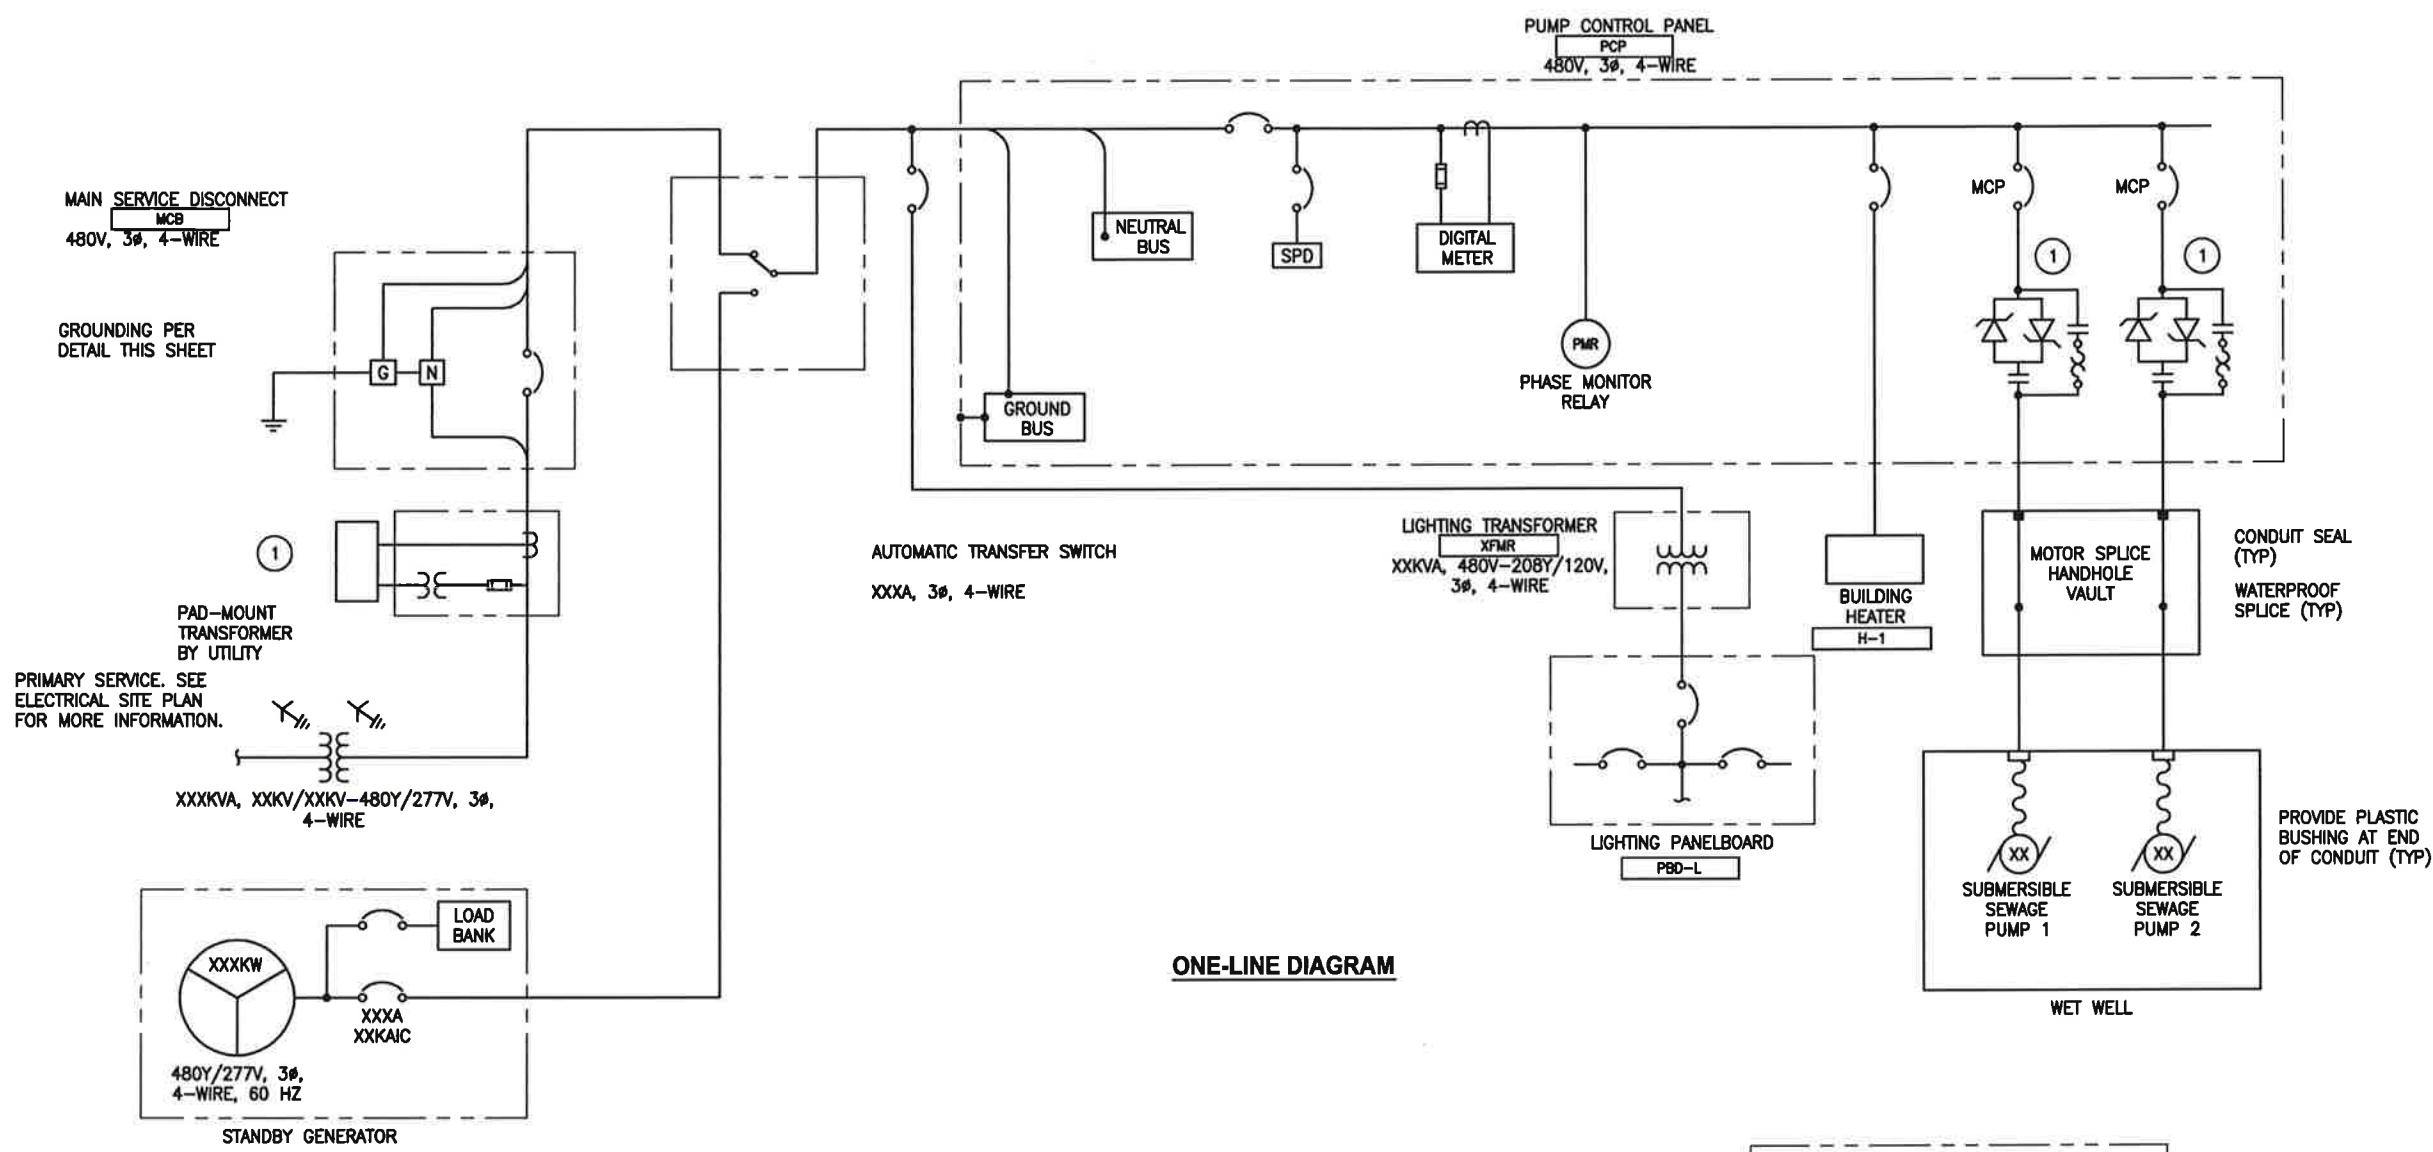 PUMP CONTROL PANEL
PCP
480V, 3ø, 4-WIRE
MAIN SERVICE DISCONNECT
MCB
480V, 3ø, 4-WIRE
GROUNDING PER
DETAIL THIS SHEET
G
N
NEUTRAL
BUS
GROUND
BUS
SPD
DIGITAL
METER
PMR
PHASE MONITOR
RELAY
MCP
MCP
1
1
1
PAD-MOUNT
TRANSFORMER
BY UTILITY
PRIMARY SERVICE. SEE
ELECTRICAL SITE PLAN
FOR MORE INFORMATION.
XXXKVA, XXKV/XXKV-480Y/277V, 3ø,
4-WIRE
AUTOMATIC TRANSFER SWITCH
XXXA, 3ø, 4-WIRE
LIGHTING TRANSFORMER
XFMR
XXKVA, 480V-208Y/120V,
3ø, 4-WIRE
BUILDING
HEATER
H-1
MOTOR SPLICE
HANDHOLE
VAULT
CONDUIT SEAL
(TYP)
WATERPROOF
SPLICE (TYP)
LIGHTING PANELBOARD
PBD-L
XX
XX
SUBMERSIBLE
SEWAGE
PUMP 1
SUBMERSIBLE
SEWAGE
PUMP 2
PROVIDE PLASTIC
BUSHING AT END
OF CONDUIT (TYP)
WET WELL
LOAD
BANK
XXXKW
XXXA
XXKAIC
480Y/277V, 3ø,
4-WIRE, 60 HZ
STANDBY GENERATOR
ONE-LINE DIAGRAM